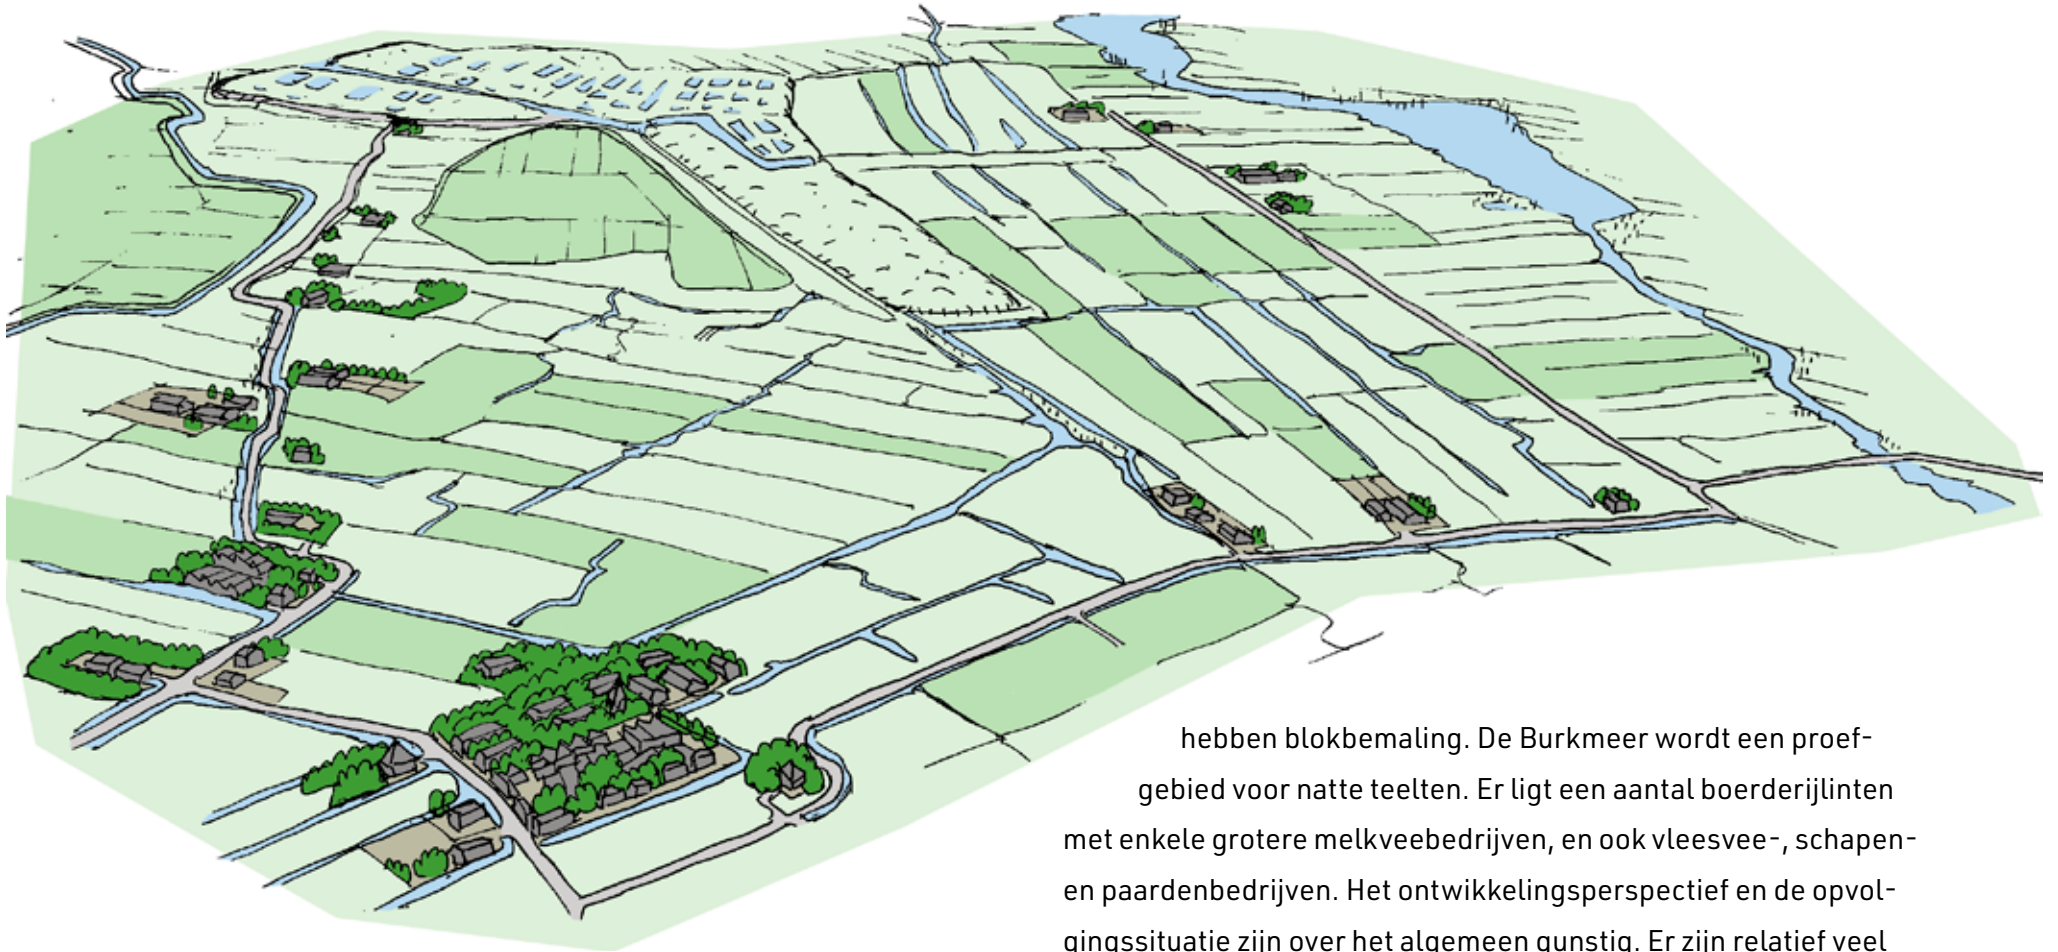 hebben blokbemaling. De Burkmeer wordt een proef-
gebied voor natte teelten. Er ligt een aantal boerderijlinten
met enkele grotere melkveebedrijven, en ook vleesvee-, schapen-
en paardenbedrijven. Het ontwikkelingsperspectief en de opvol-
gingssituatie zijn over het algemeen gunstig. Er zijn relatief veel